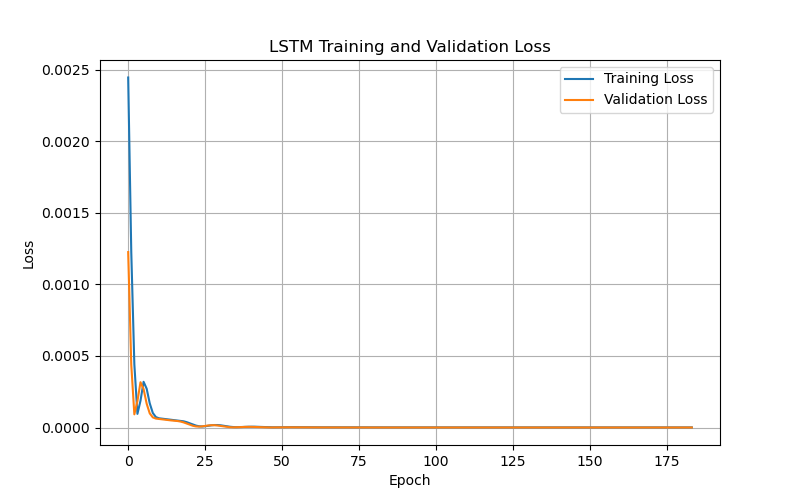 LSTM Training and Validation Loss
Training Loss
Validation Loss
Loss
0.0025
0.0020
0.0015
0.0010
0.0005
0.0000
0 25 50 75 100 125 150 175
Epoch